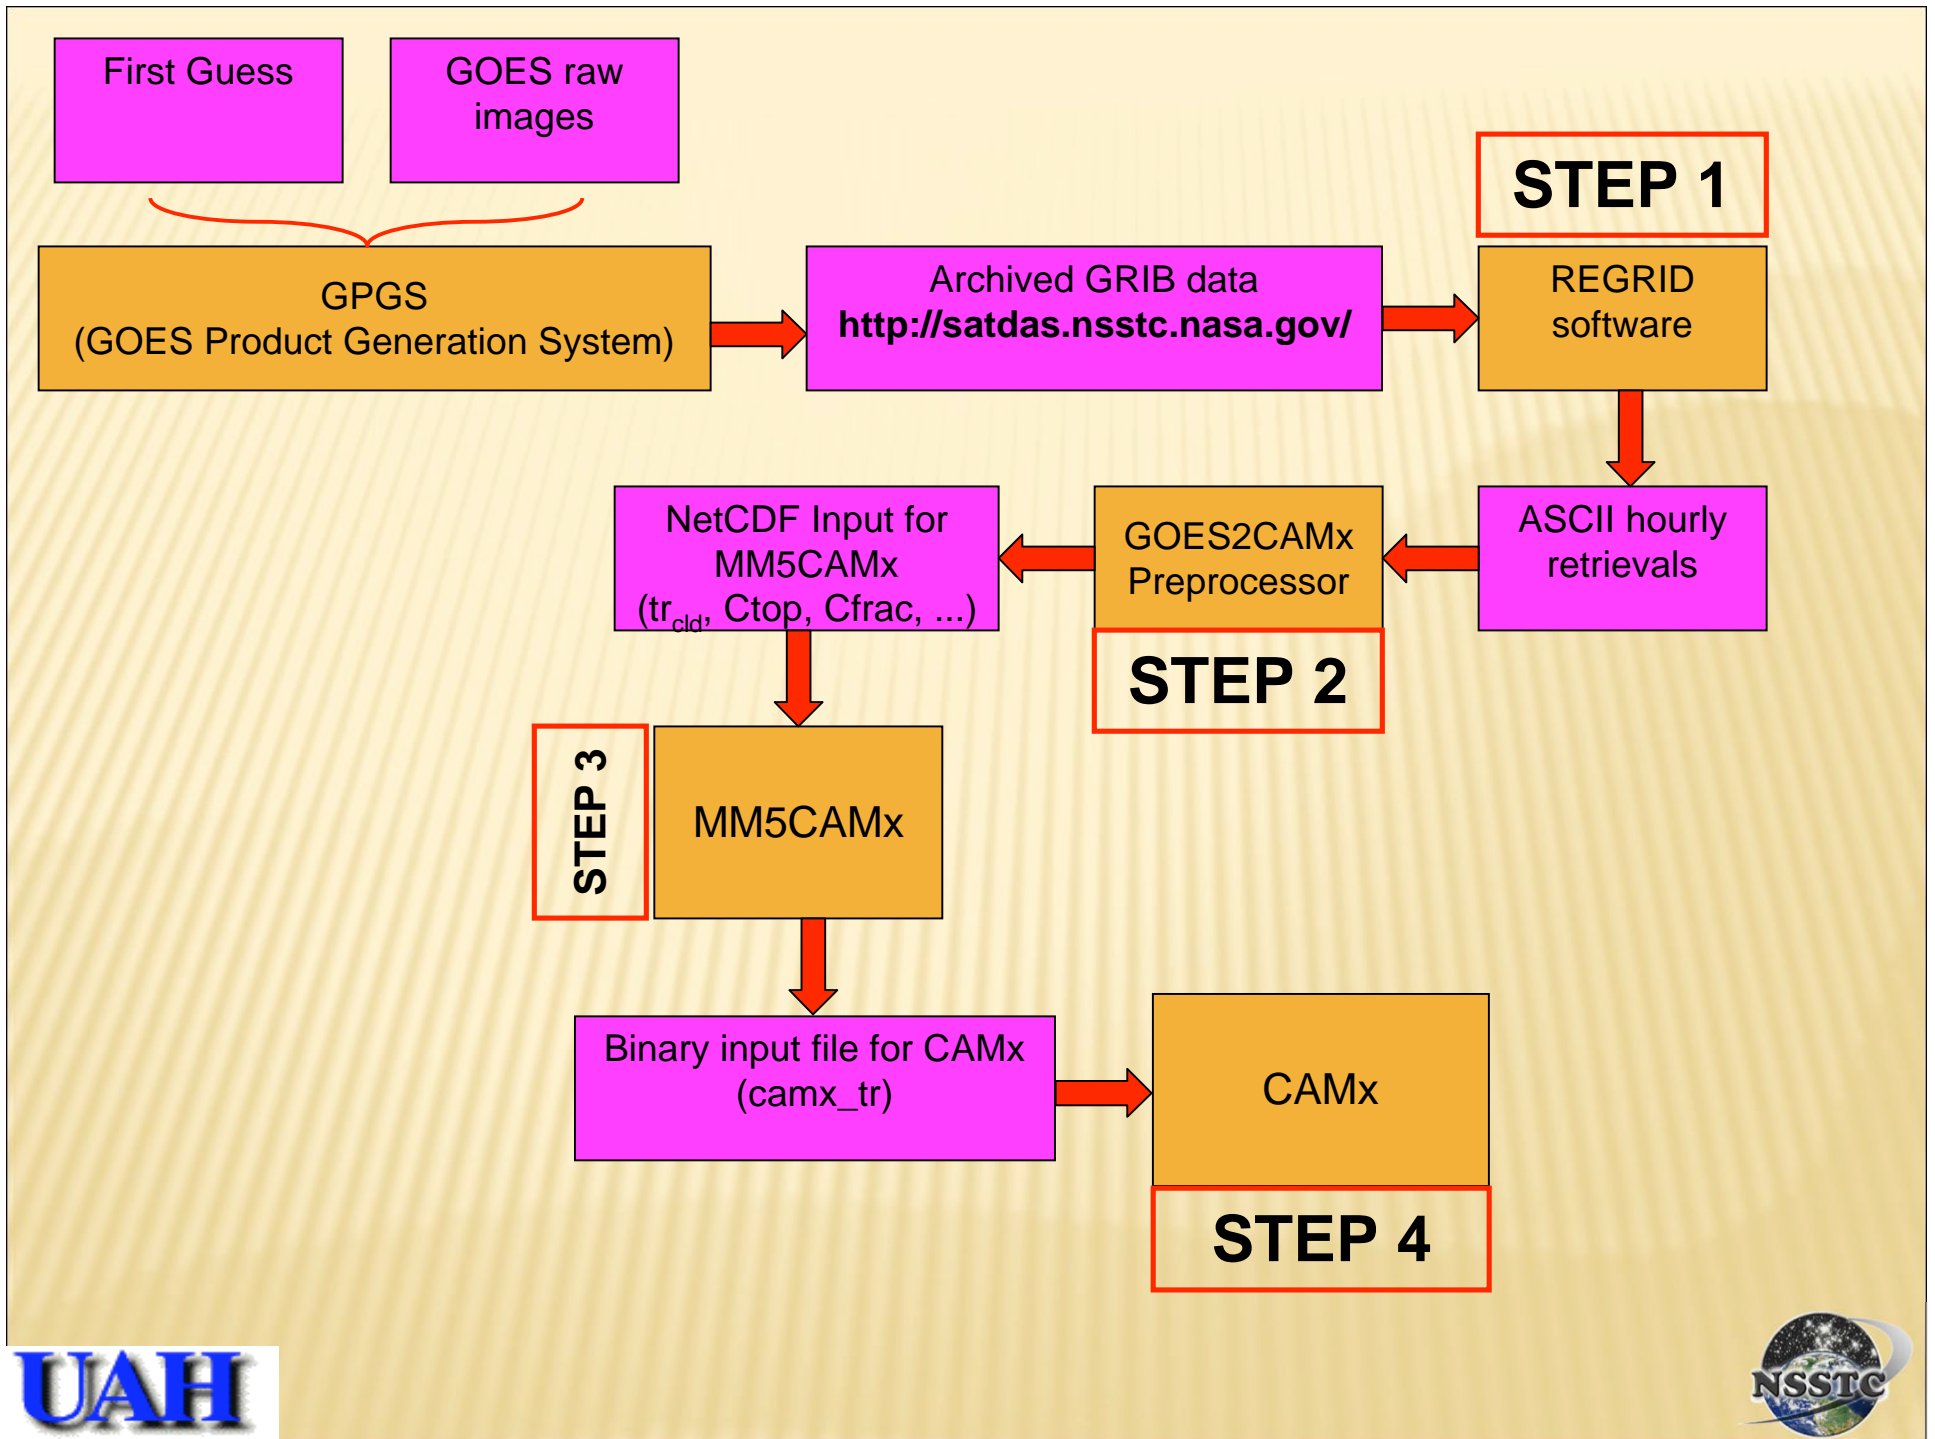 First Guess
GOES raw
images
STEP 1
GPGS
(GOES Product Generation System)
Archived GRIB data
http://satdas.nsstc.nasa.gov/
REGRID
software
NetCDF Input for
MM5CAMx
(tr_cld, Ctop, Cfrac, ...)
GOES2CAMx
Preprocessor
ASCII hourly
retrievals
STEP 2
STEP 3
MM5CAMx
Binary input file for CAMx
(camx_tr)
CAMx
STEP 4
UAH
NSSTC